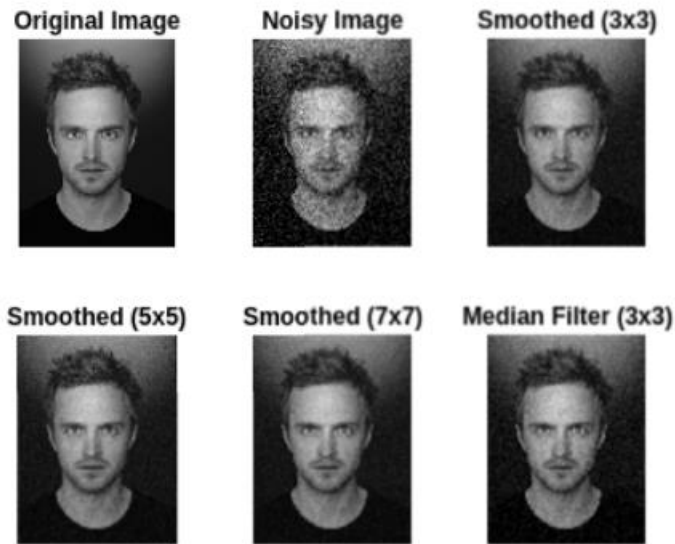 Original Image
Noisy Image
Smoothed (3x3)
Smoothed (5x5)
Smoothed (7x7)
Median Filter (3x3)